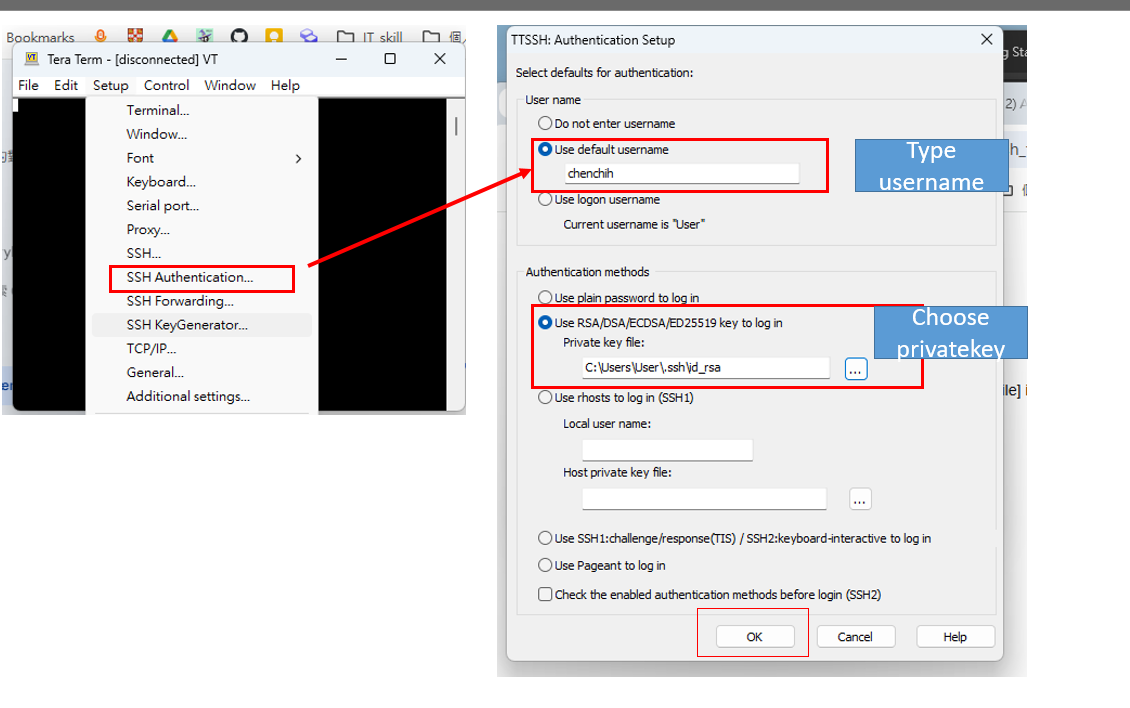 Bookmarks
IT skill
個
Tera Term - [disconnected] VT
File Edit Setup Control Window Help
Terminal...
Window...
Font
Keyboard...
Serial port...
Proxy...
SSH...
SSH Authentication...
SSH Forwarding...
SSH KeyGenerator...
TCP/IP...
General...
Additional settings...
TTSSH: Authentication Setup
Select defaults for authentication:
User name
Do not enter username
Use default username
chenchih
Use logon username
Current username is "User"
Type
username
Authentication methods
Use plain password to log in
Use RSA/DSA/ECDSA/ED25519 key to log in
Private key file:
C:\Users\User\.ssh\id_rsa
...
Choose
privatekey
Use rhosts to log in (SSH1)
Local user name:
Host private key file:
...
Use SSH1:challenge/response(TIS) / SSH2:keyboard-interactive to log in
Use Pageant to log in
Check the enabled authentication methods before login (SSH2)
OK Cancel Help